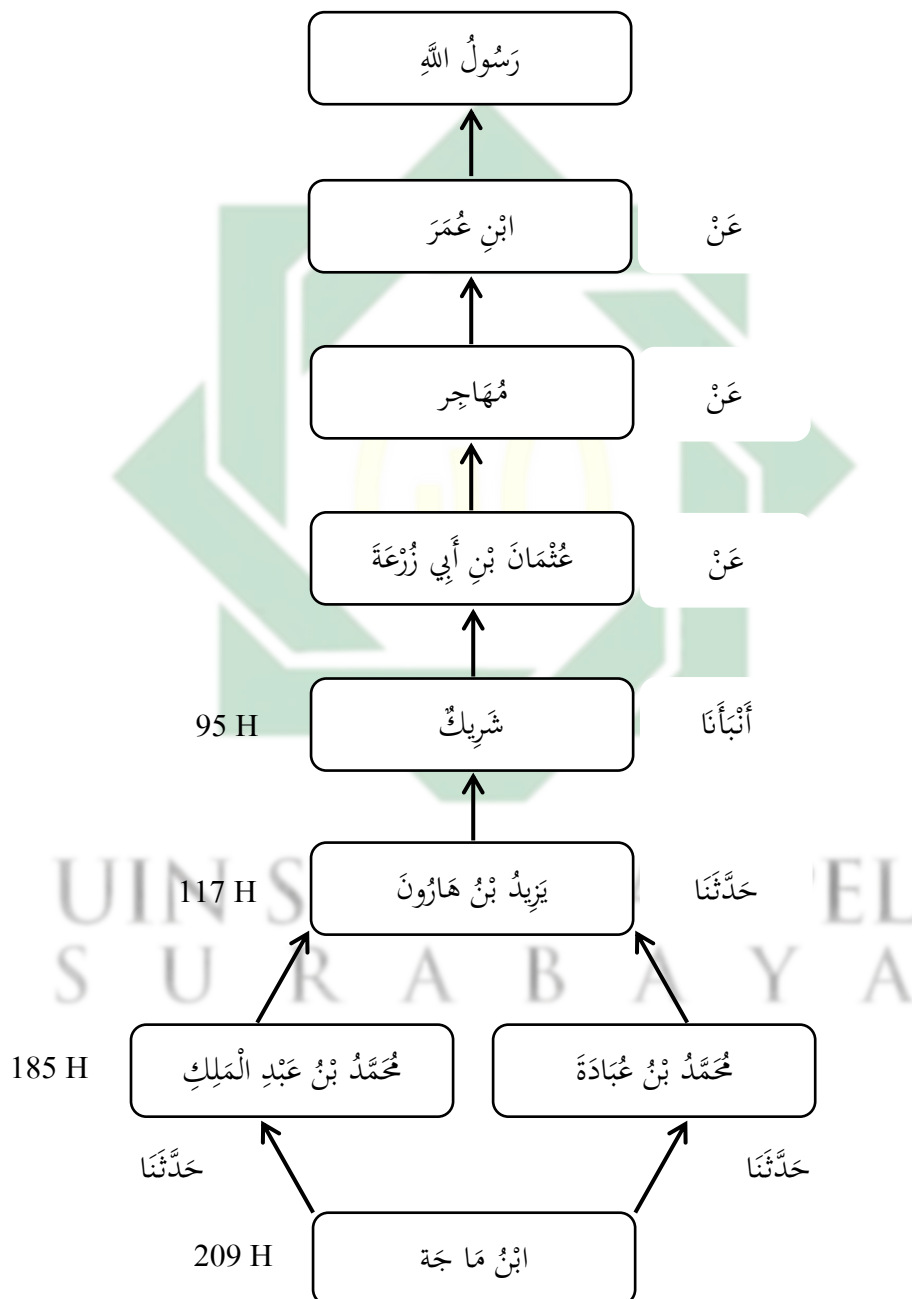 رَسُولُ اللَّهِ
ابْنِ عُمَرَ عَنْ
مُهَاجِر عَنْ
عُثْمَانَ بْنِ أَبِي زُرْعَةَ عَنْ
95 H شَرِيكٌ أَنْبَأَنَا
117 H يَزِيدُ بْنُ هَارُونَ حَدَّثَنَا
UIN S EL
S U R A B A Y A
185 H مُحَمَّدُ بْنُ عَبْدِ الْمَلِكِ مُحَمَّدُ بْنُ عُبَادَةَ
حَدَّثَنَا حَدَّثَنَا
209 H ابْنُ مَا جَة